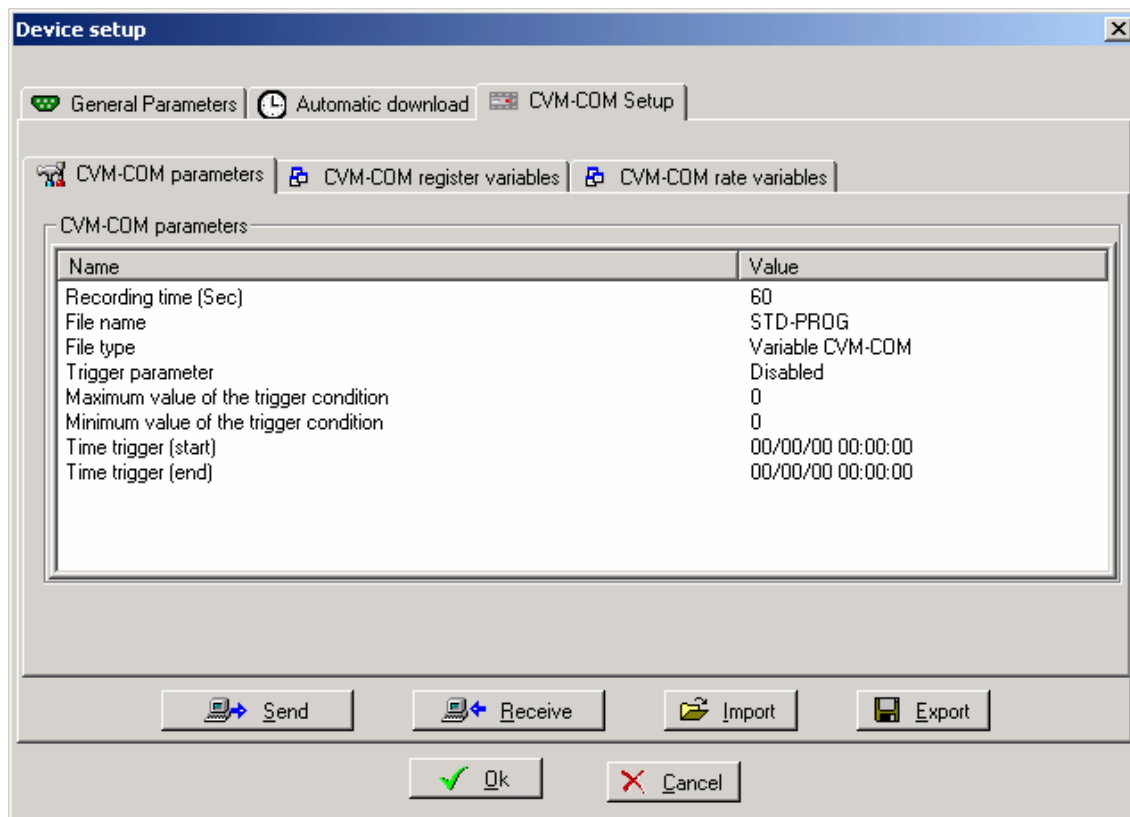 Device setup
General Parameters Automatic download CVM-COM Setup
CVM-COM parameters CVM-COM register variables CVM-COM rate variables
CVM-COM parameters
Name Value
Recording time (Sec) 60
File name STD-PROG
File type Variable CVM-COM
Trigger parameter Disabled
Maximum value of the trigger condition 0
Minimum value of the trigger condition 0
Time trigger (start) 00/00/00 00:00:00
Time trigger (end) 00/00/00 00:00:00
Send Receive Import Export
Ok Cancel